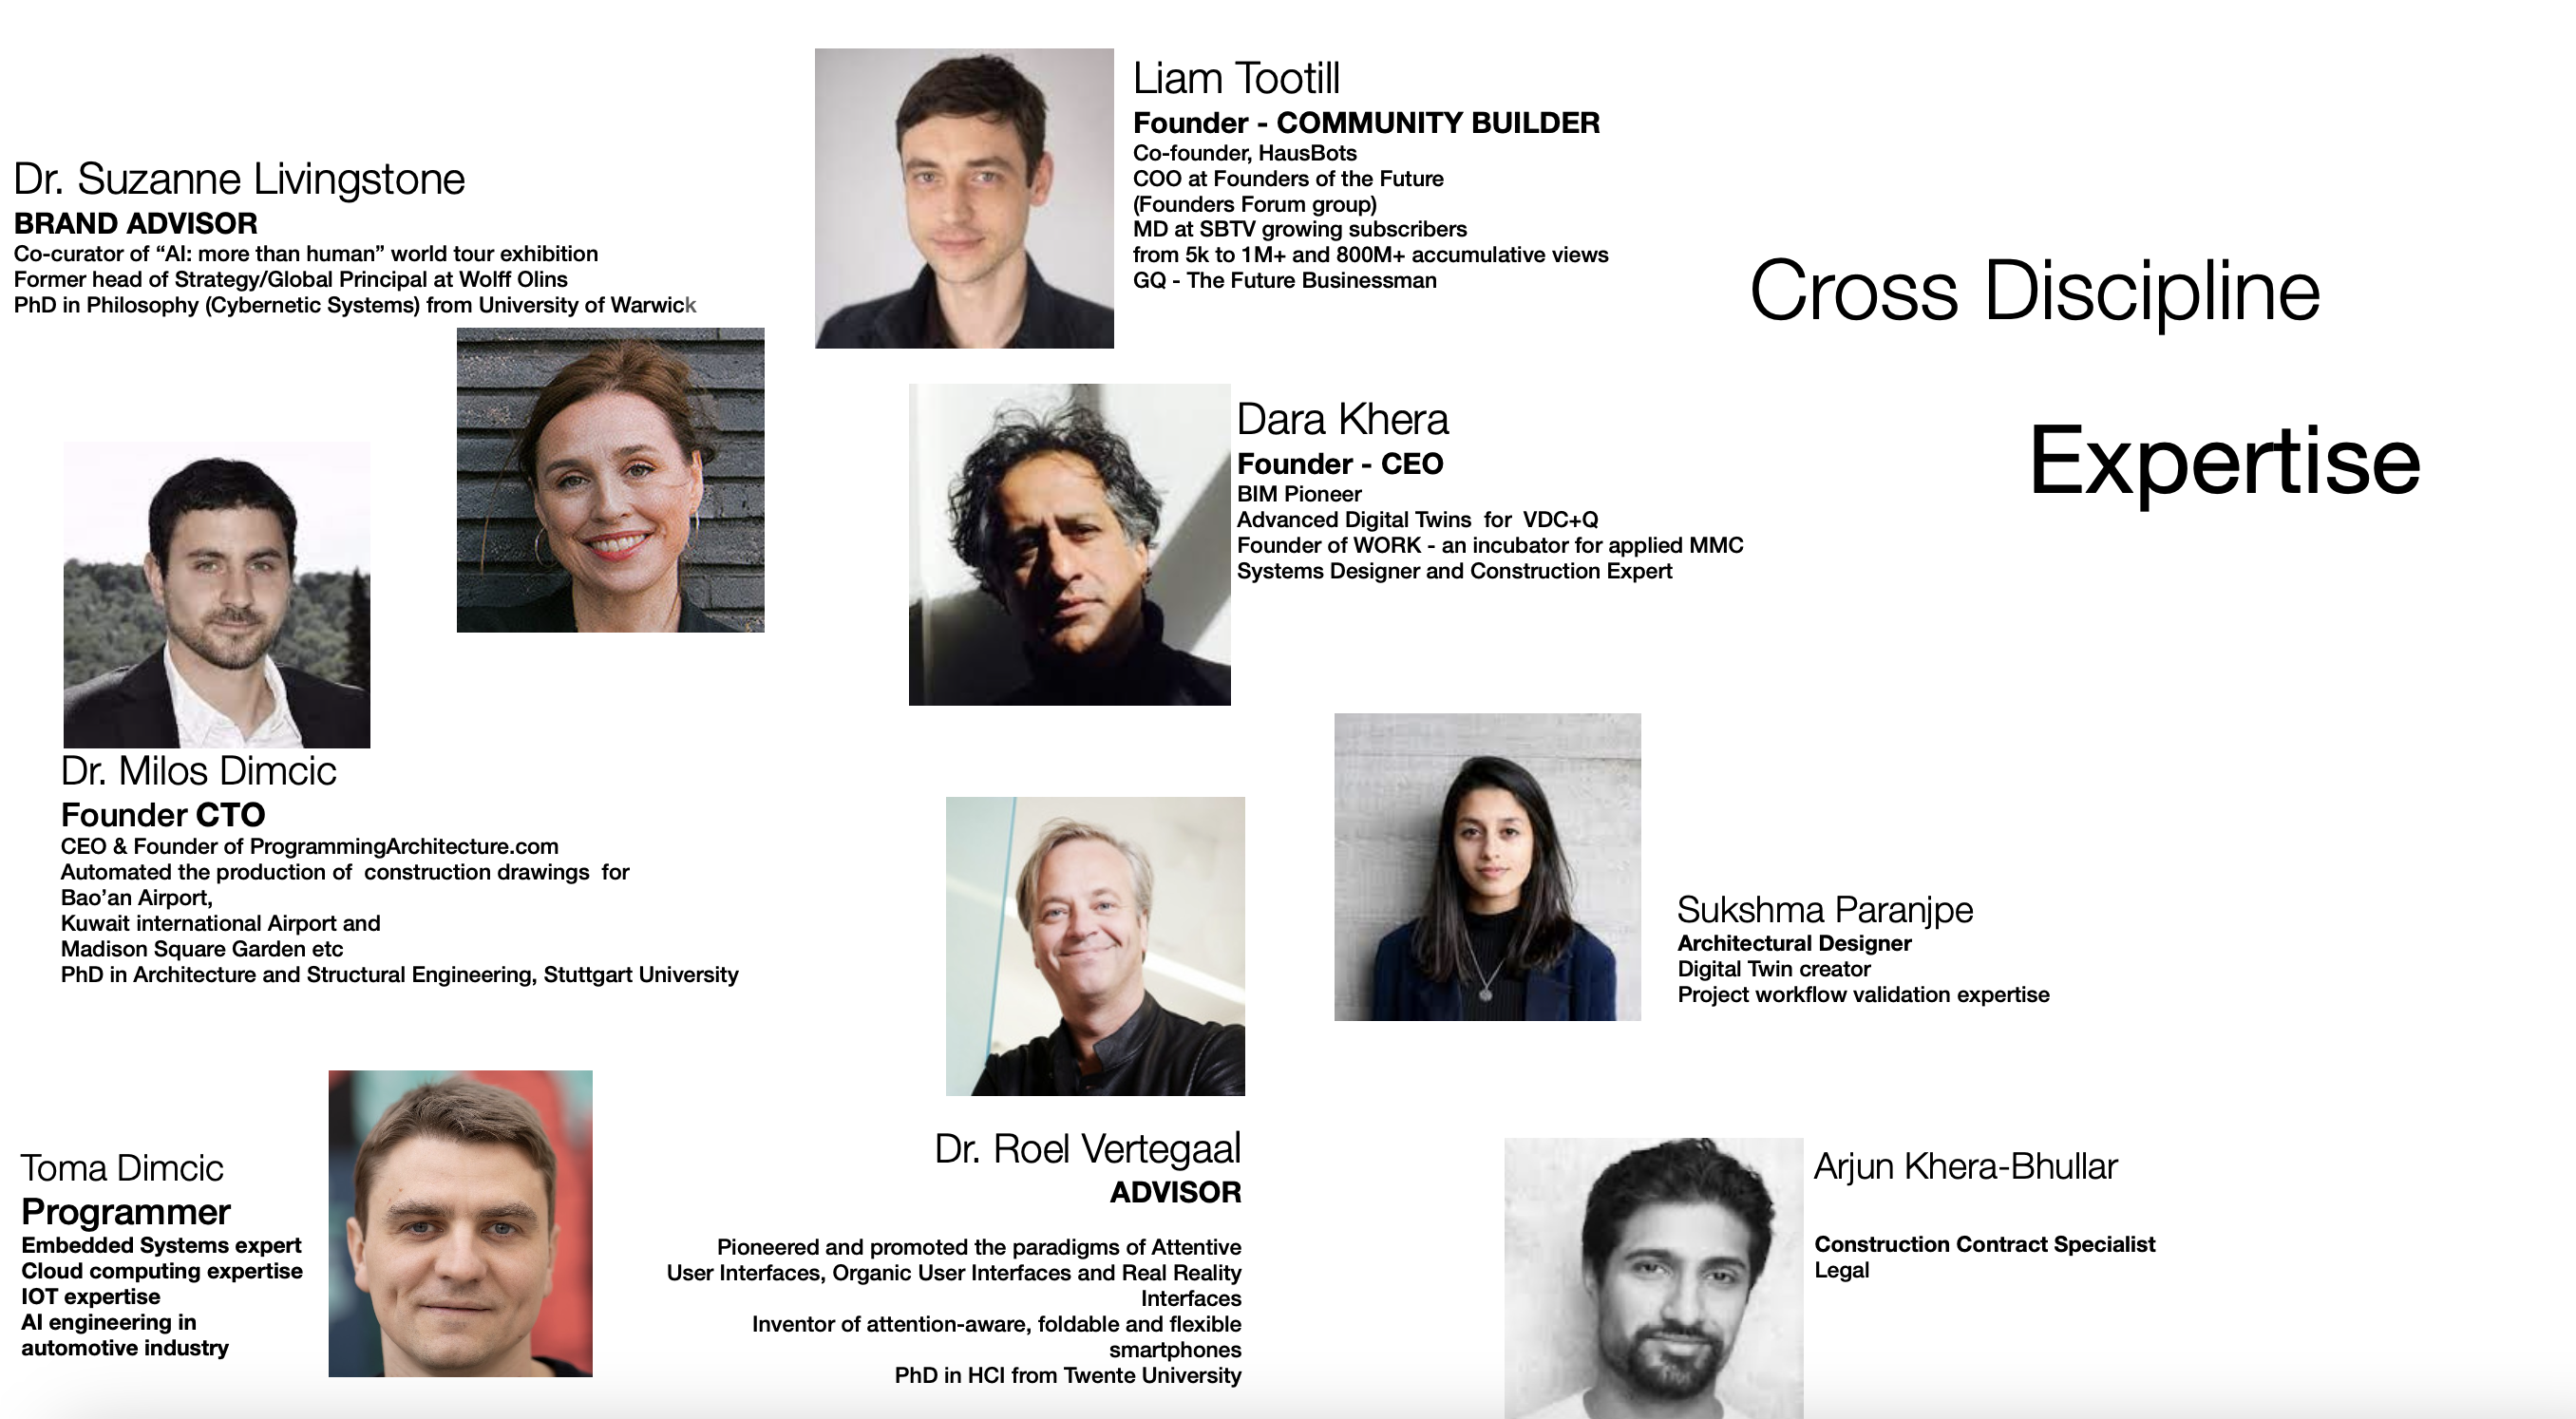 Liam Tootill
Founder - COMMUNITY BUILDER
Co-founder, HausBots
COO at Founders of the Future
(Founders Forum group)
MD at SBTV growing subscribers
from 5k to 1M+ and 800M+ accumulative views
GQ - The Future Businessman
Dr. Suzanne Livingstone
BRAND ADVISOR
Co-curator of “AI: more than human” world tour exhibition
Former head of Strategy/Global Principal at Wolff Olins
PhD in Philosophy (Cybernetic Systems) from University of Warwick
Cross Discipline
Expertise
Dara Khera
Founder - CEO
BIM Pioneer
Advanced Digital Twins for VDC+Q
Founder of WORK - an incubator for applied MMC
Systems Designer and Construction Expert
Dr. Milos Dimcic
Founder CTO
CEO & Founder of ProgrammingArchitecture.com
Automated the production of construction drawings for
Bao’an Airport,
Kuwait international Airport and
Madison Square Garden etc
PhD in Architecture and Structural Engineering, Stuttgart University
Sukshma Paranjpe
Architectural Designer
Digital Twin creator
Project workflow validation expertise
Toma Dimcic
Programmer
Embedded Systems expert
Cloud computing expertise
IOT expertise
AI engineering in
automotive industry
Dr. Roel Vertegaal
ADVISOR
Pioneered and promoted the paradigms of Attentive
User Interfaces, Organic User Interfaces and Real Reality
Interfaces
Inventor of attention-aware, foldable and flexible
smartphones
PhD in HCI from Twente University
Arjun Khera-Bhullar
Construction Contract Specialist
Legal